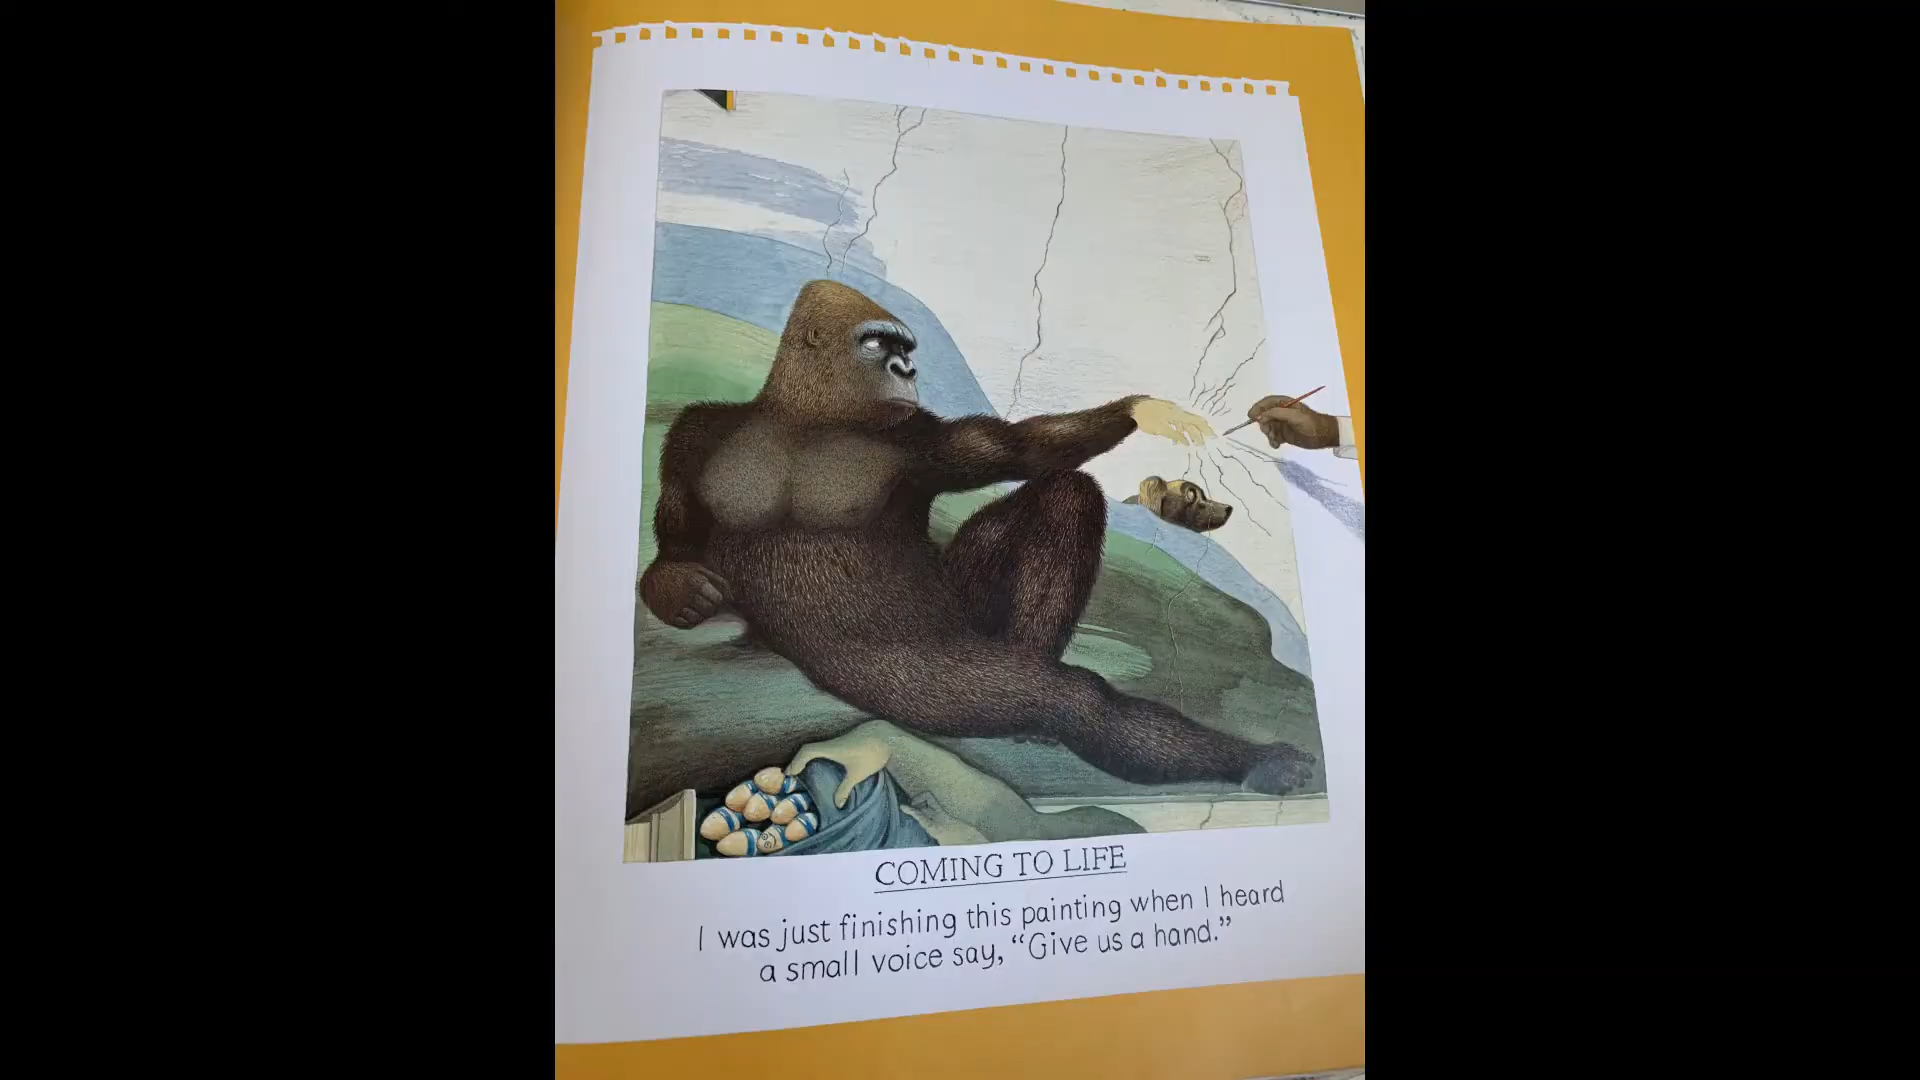 COMING TO LIFE
I was just finishing this painting when I heard
a small voice say, “Give us a hand.”